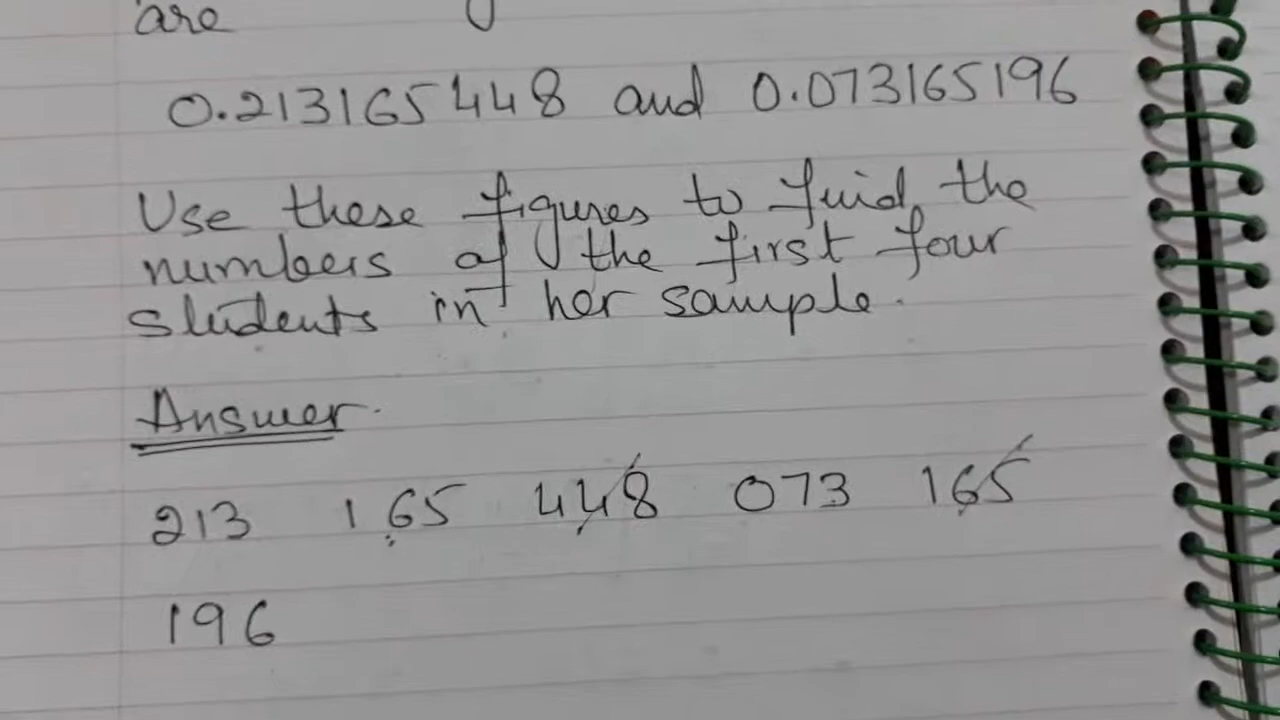 are
0.213165448 and 0.073165196
Use these figures to find the
numbers of the first four
students in her sample.
Answer.
213 165 448 073 165
196